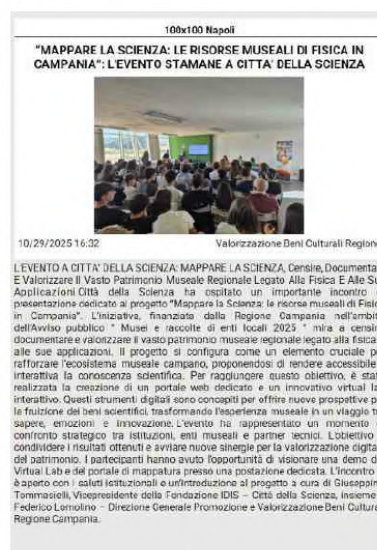 100x100 Napoli
"MAPPARE LA SCIENZA: LE RISORSE MUSEALI DI FISICA IN
CAMPANIA": L'EVENTO STAMANE A CITTA' DELLA SCIENZA
10/29/2025 16:32 Valorizzazione Beni Culturali Region
L'EVENTO A CITTA' DELLA SCIENZA: MAPPARE LA SCIENZA, Censire, Documenta
E Valorizzare Il Vasto Patrimonio Museale Regionale Legato Alla Fisica E Alle Su
Applicazioni Città della Scienza ha ospitato un importante incontro
presentazione dedicato al progetto "Mappare la Scienza: le risorse museali di Fisic
in Campania". L'iniziativa, finanziata dalla Regione Campania nell'ambit
dell'Avviso pubblico " Musei e raccolte di enti locali 2025 " mira a censir
documentare e valorizzare il vasto patrimonio museale regionale legato alla fisica
alle sue applicazioni. Il progetto si configura come un elemento cruciale p
rafforzare l'ecosistema museale campano, proponendosi di rendere accessibile
interattiva la conoscenza scientifica. Per raggiungere questo obiettivo, è stat
realizzata la creazione di un portale web dedicato e un innovativo virtual la
interattivo. Questi strumenti digitali sono concepiti per offrire nuove prospettive p
la fruizione dei beni scientifici, trasformando l'esperienza museale in un viaggio tr
sapere, emozioni e innovazione. L'evento ha rappresentato un momento
confronto strategico tra istituzioni, enti museali e partner tecnici. L'obiettivo
condividere i risultati ottenuti e avviare nuove sinergie per la valorizzazione digita
del patrimonio. I partecipanti hanno avuto l'opportunità di visionare una demo d
Virtual Lab e del portale di mappatura presso una postazione dedicata. L'incontro
è aperto con i saluti istituzionali e un'introduzione al progetto a cura di Giuseppin
Tommasielli, Vicepresidente della Fondazione IDIS – Città della Scienza, insieme
Federico Lomolino – Direzione Generale Promozione e Valorizzazione Beni Cultura
Regione Campania.